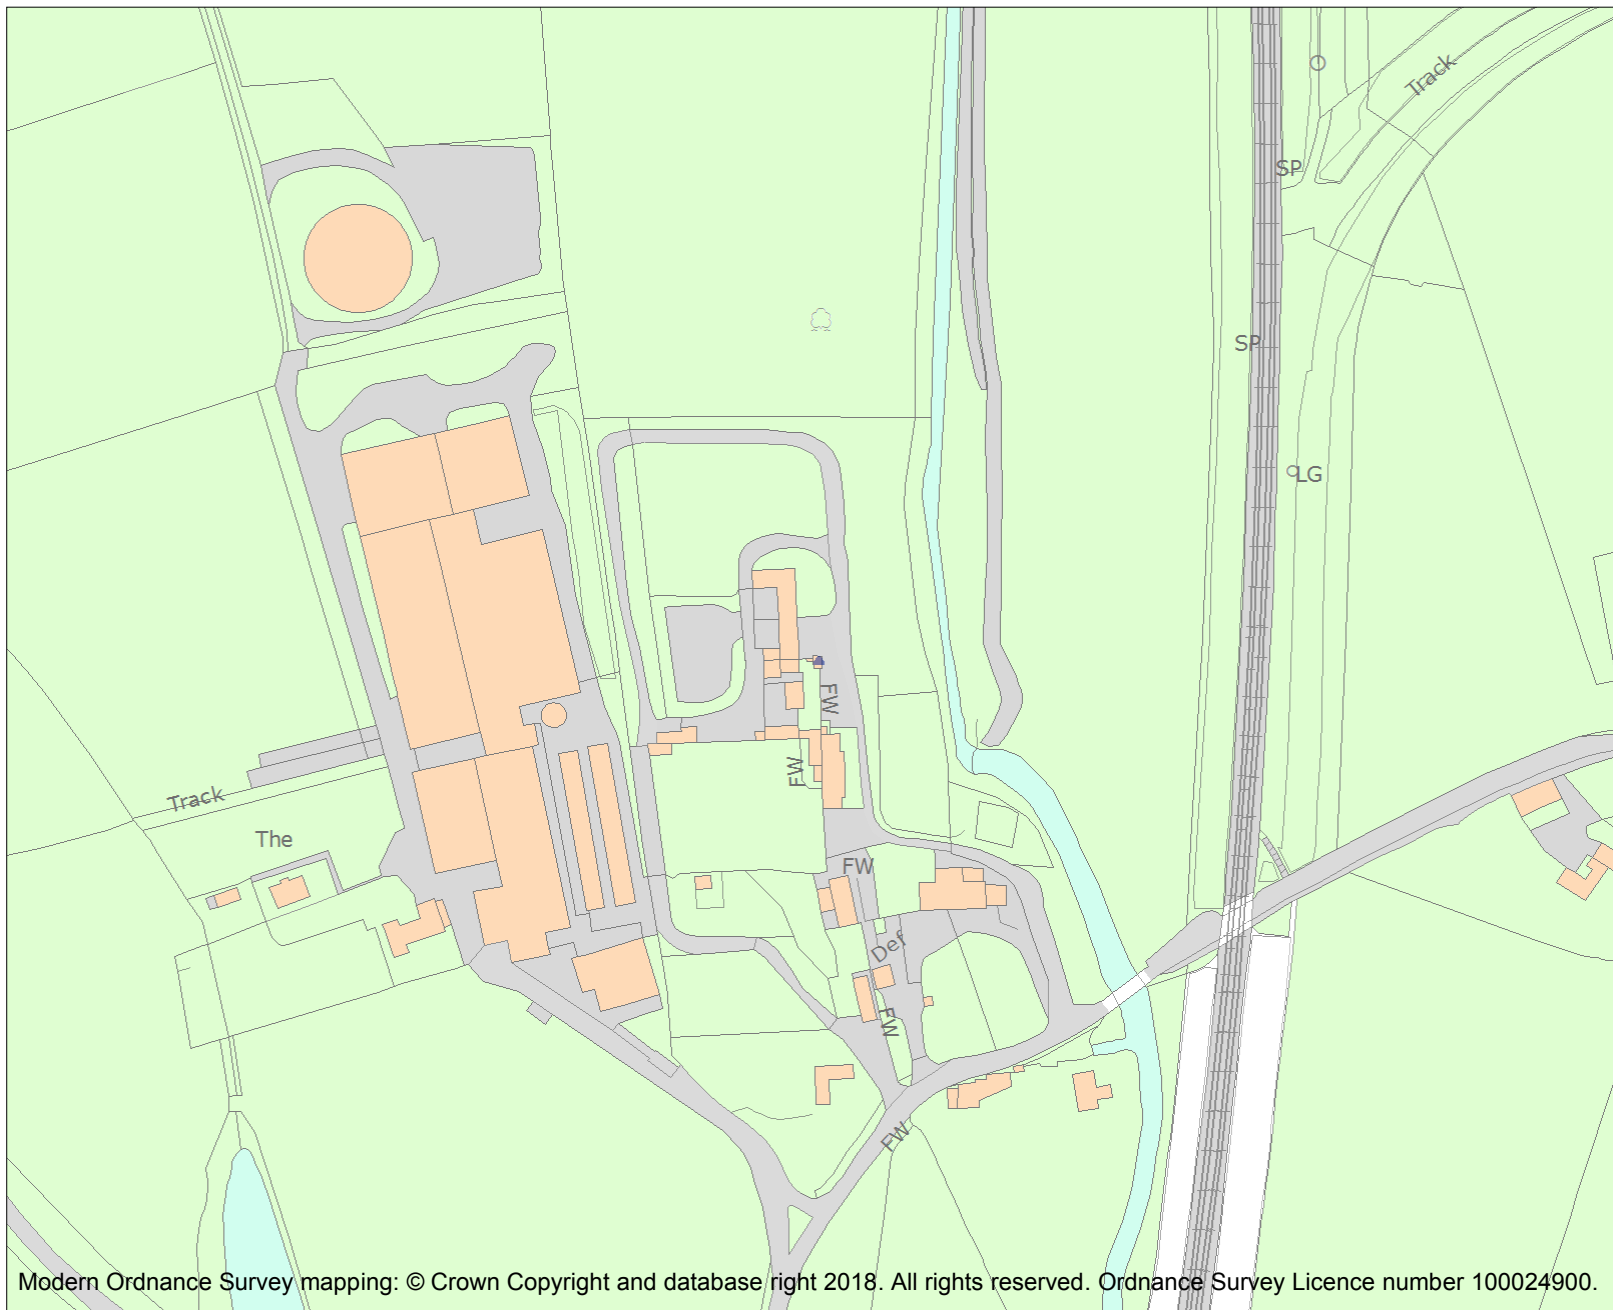 Track
SP
SP
LG
FW
FW
Track
The
FW
Def
FW
FW
Modern Ordnance Survey mapping: © Crown Copyright and database right 2018. All rights reserved. Ordnance Survey Licence number 100024900.